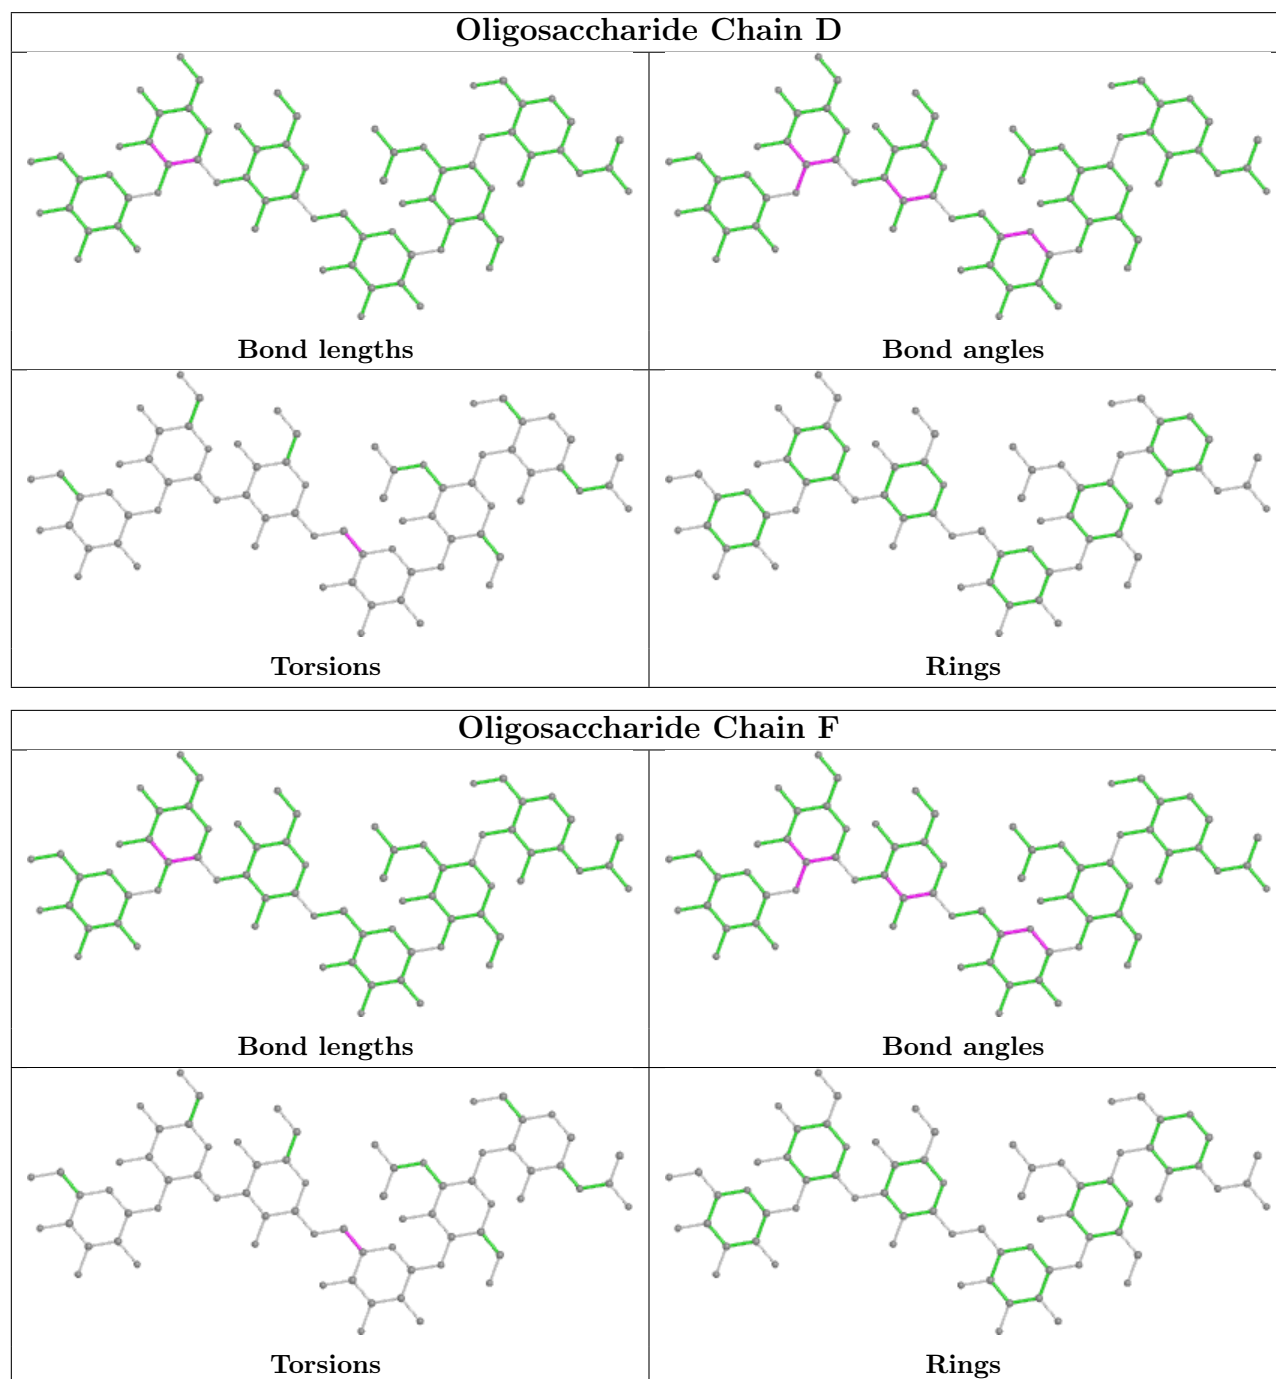 Oligosaccharide Chain D
Bond lengths
Bond angles
Torsions
Rings
Oligosaccharide Chain F
Bond lengths
Bond angles
Torsions
Rings